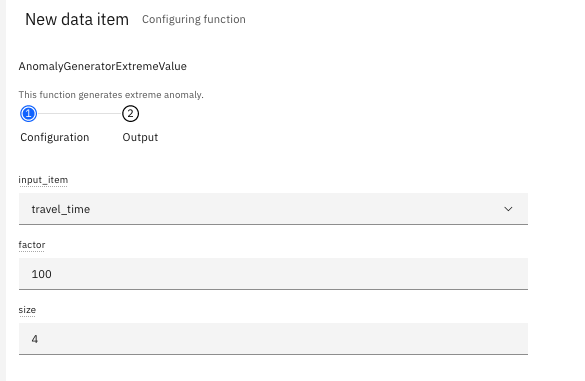 New data item Configuring function
AnomalyGeneratorExtremeValue
This function generates extreme anomaly.
1 2
Configuration Output
input_item
travel_time
factor
100
size
4